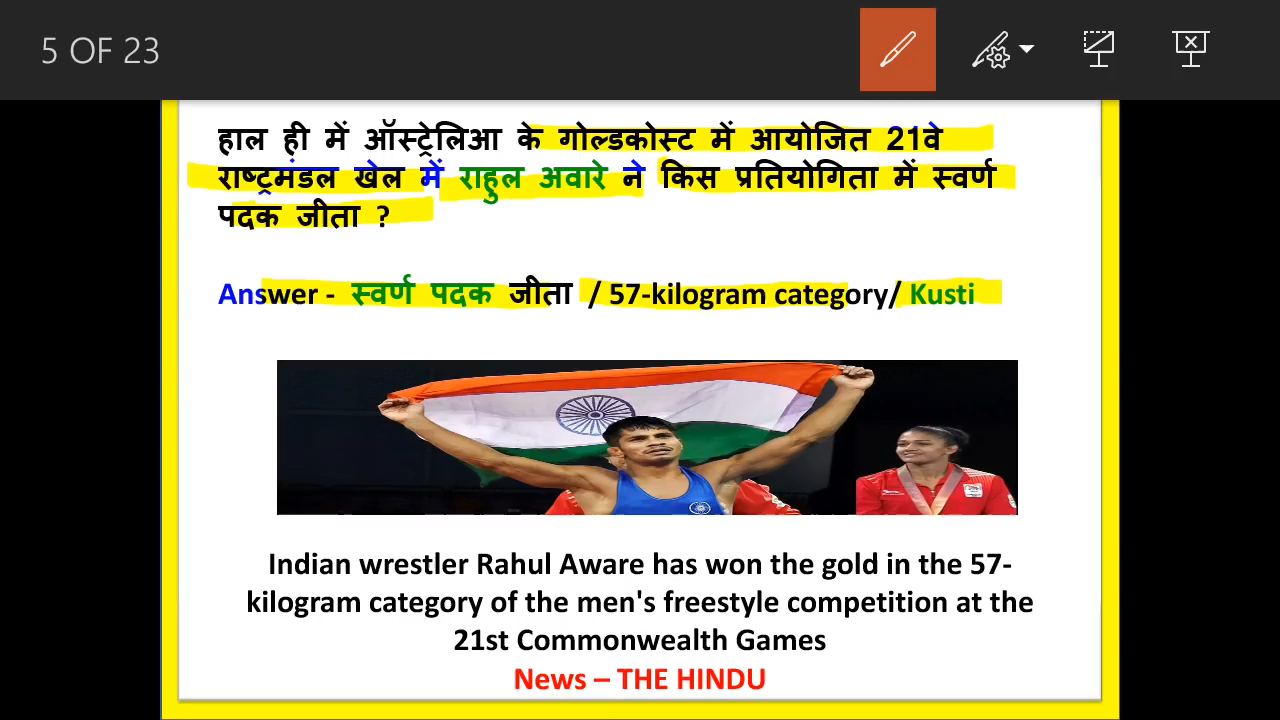 5 OF 23
हाल ही में ऑस्ट्रेलिआ के गोल्डकोस्ट में आयोजित 21वे
राष्ट्रमंडल खेल में राहुल अवारे ने किस प्रतियोगिता में स्वर्ण
पदक जीता ?
Answer - स्वर्ण पदक जीता / 57-kilogram category/ Kusti
Indian wrestler Rahul Aware has won the gold in the 57-
kilogram category of the men's freestyle competition at the
21st Commonwealth Games
News – THE HINDU